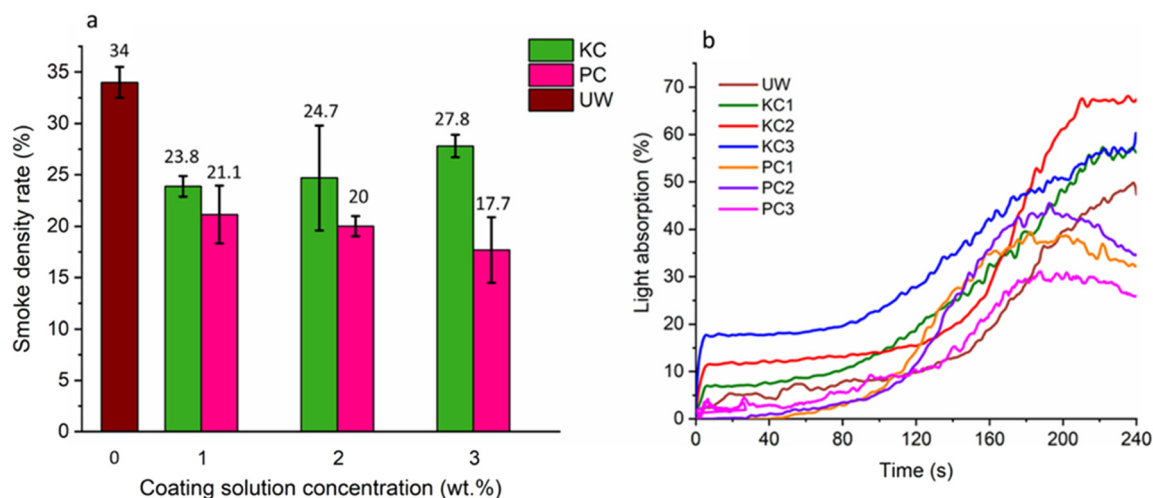 a
34
KC
PC
UW
35
30
25
20
15
10
5
0
23.8
21.1
24.7
20
27.8
17.7
Smoke density rate (%)
0 1 2 3
Coating solution concentration (wt.%)
b
UW
KC1
KC2
KC3
PC1
PC2
PC3
70
60
50
40
30
20
10
0
Light absorption (%)
0 40 80 120 160 200 240
Time (s)